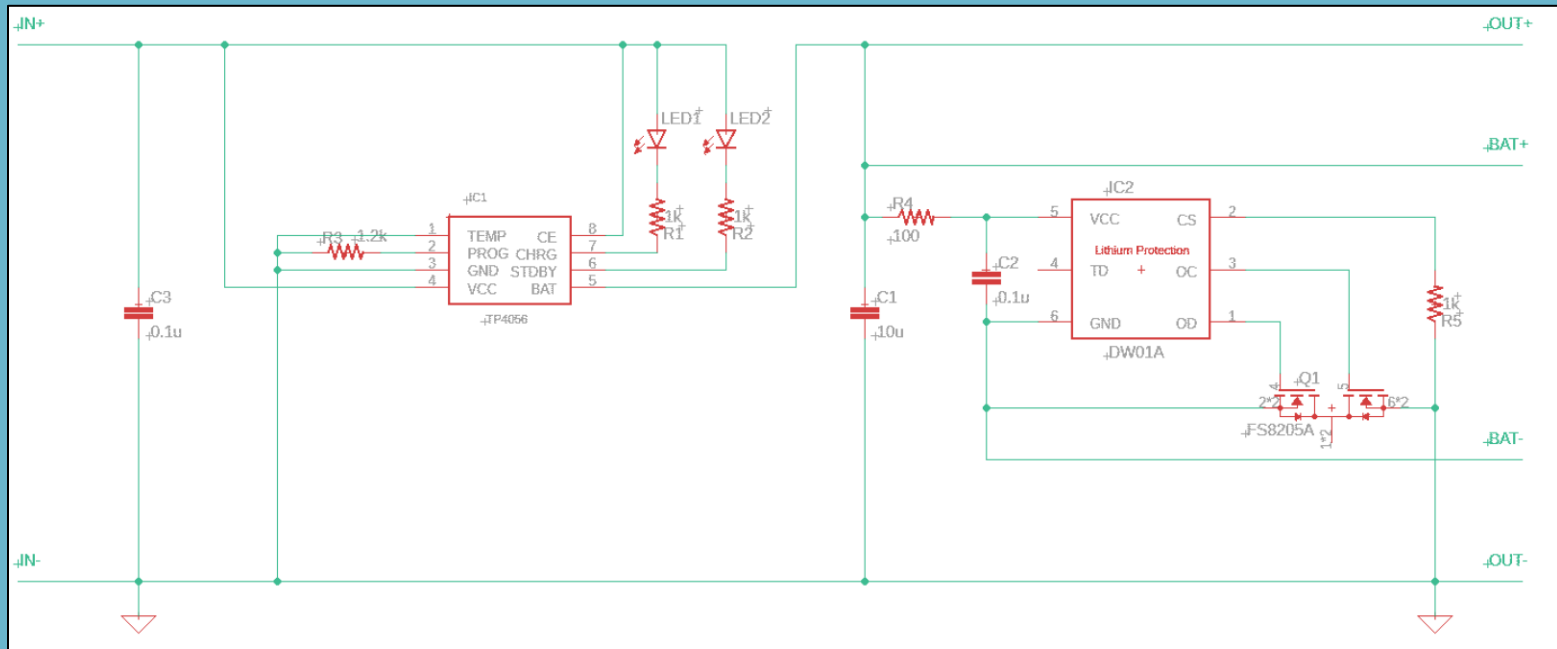 IN+
OUT+
LED1
LED2
BAT+
IC1
IC2
R4
100
1k
R1
1k
R2
R3
1.2k
1
2
3
4
TEMP
PROG
GND
VCC
CE
CHRG
STDBY
BAT
8
7
6
5
TP4056
5
4
6
VCC
TD
GND
Lithium Protection
CS
OC
OD
2
3
1
DW01A
C3
0.1u
C1
10u
C2
0.1u
1k
R5
Q1
4
5
2*2
6*2
1*2
FS8205A
BAT-
IN-
OUT-